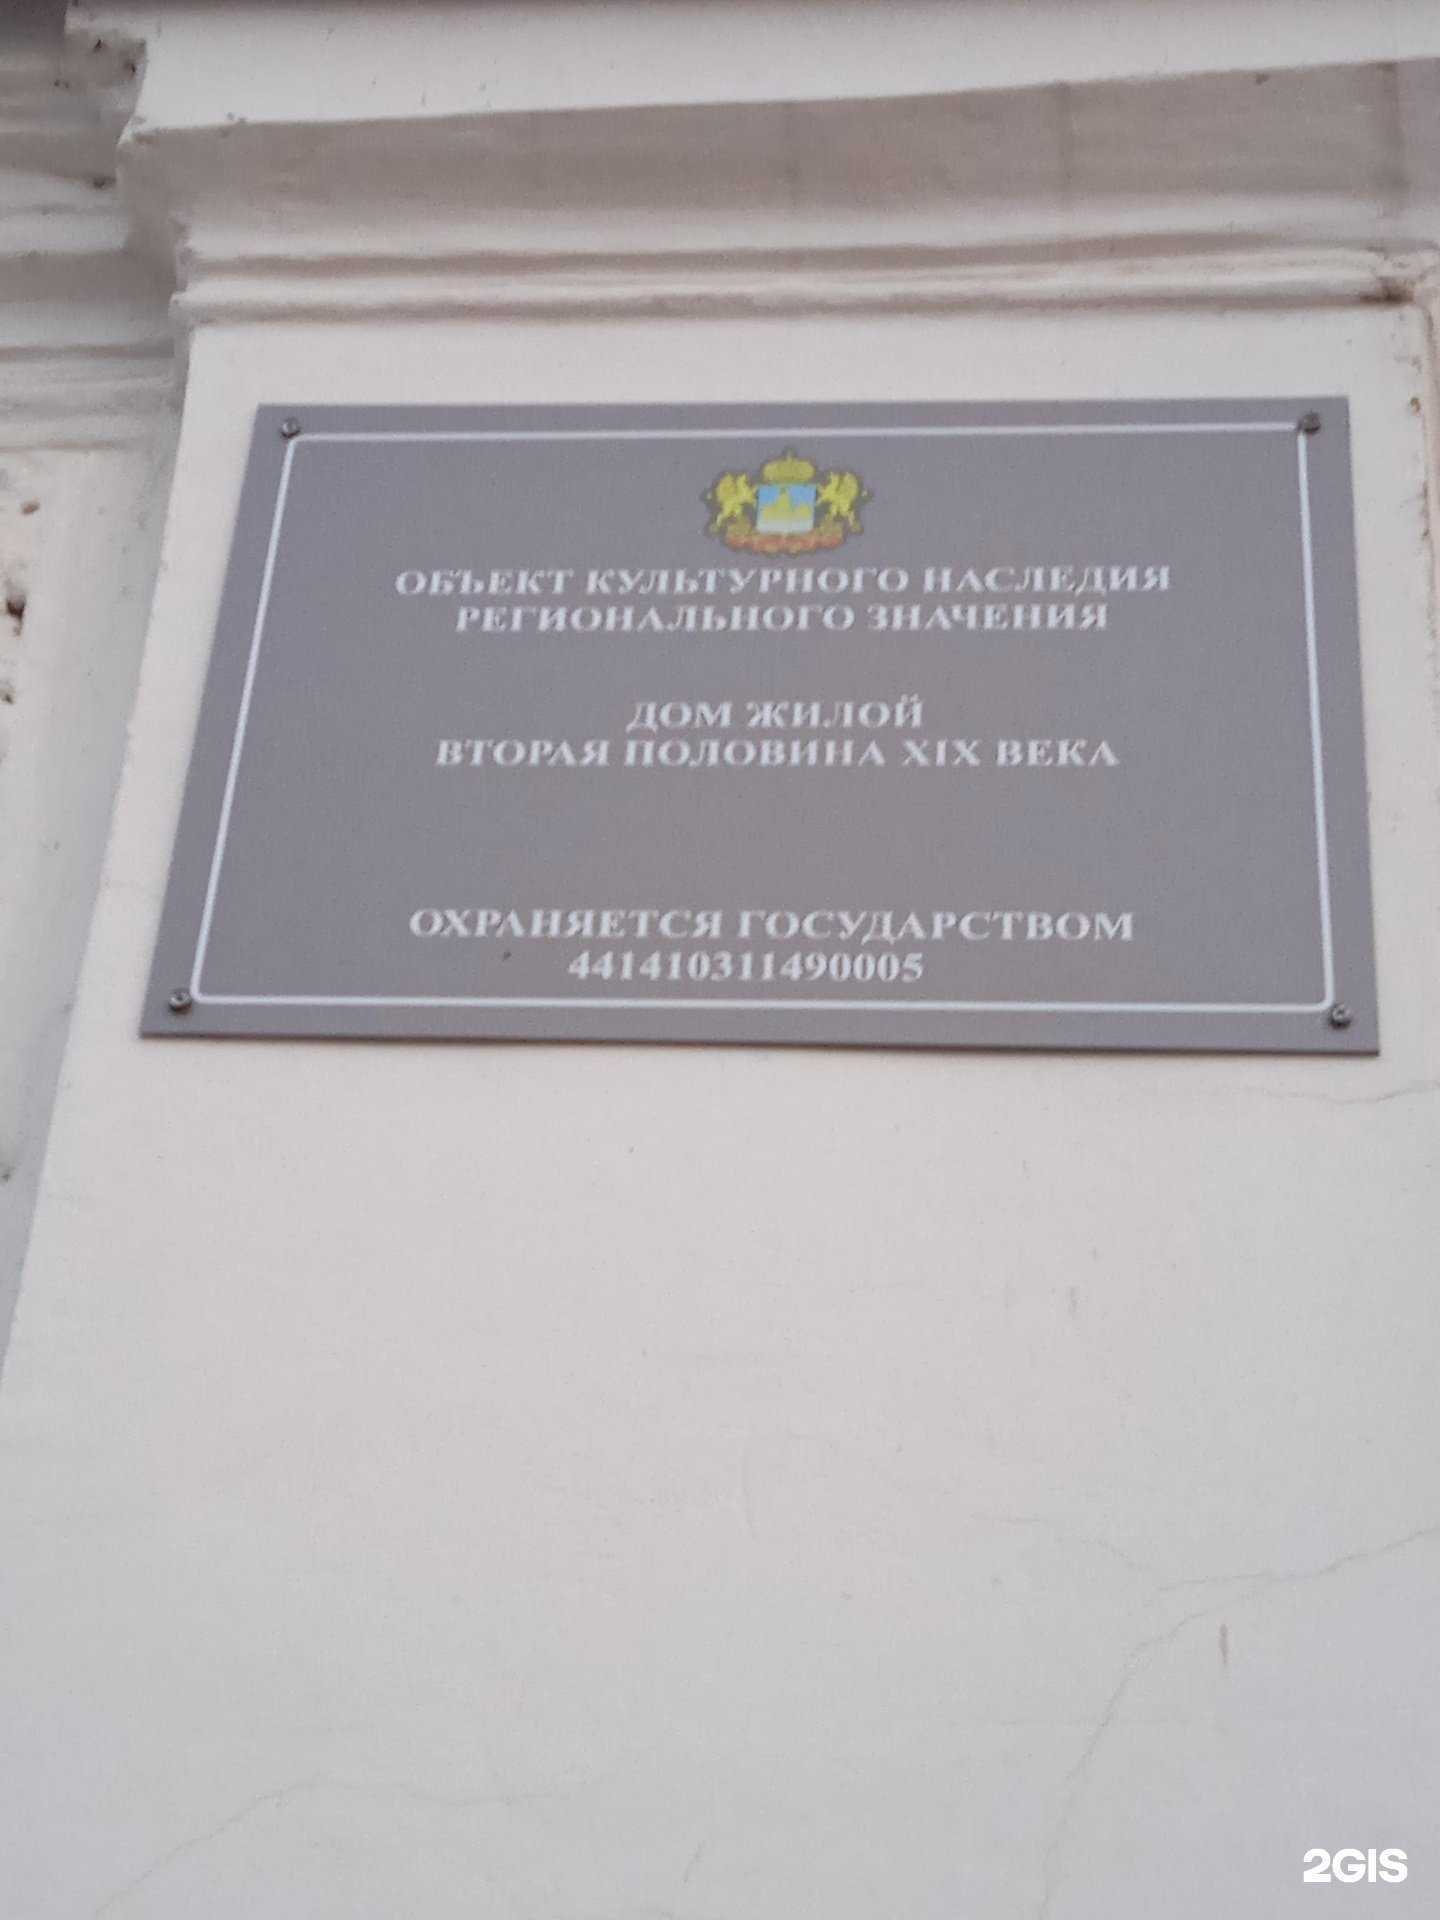 ОБЪЕКТ КУЛЬТУРНОГО НАСЛЕДИЯ
РЕГИОНАЛЬНОГО ЗНАЧЕНИЯ
ДОМ ЖИЛОЙ
ВТОРАЯ ПОЛОВИНА XIX ВЕКА
ОХРАНЯЕТСЯ ГОСУДАРСТВОМ
441410311490005
2GIS